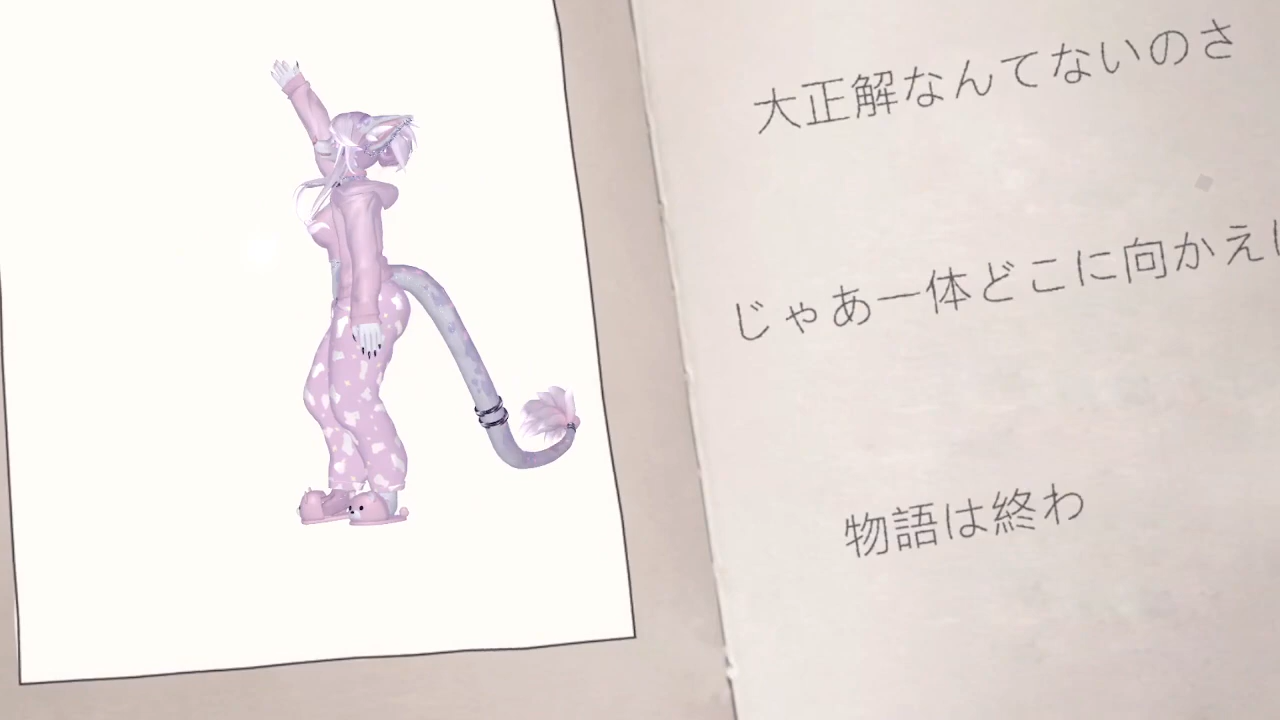 大正解なんてないのさ
じゃあ一体どこに向かえ
物語は終わ